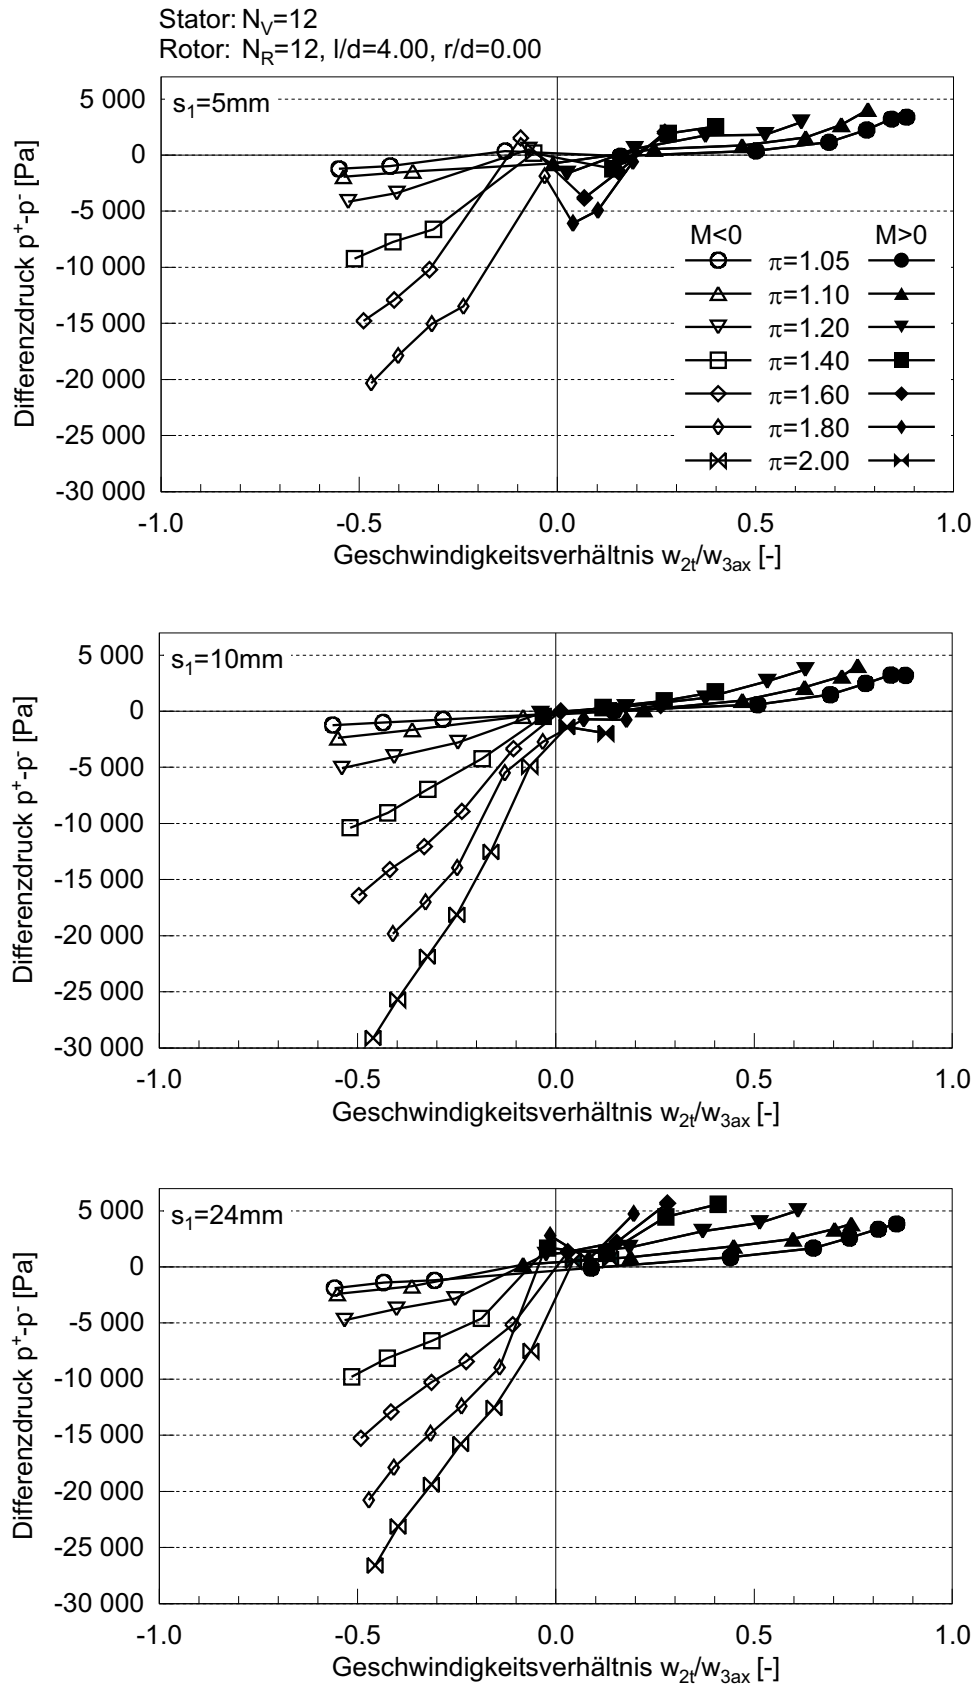 Stator: N_V=12
Rotor: N_R=12, l/d=4.00, r/d=0.00
s_1=5mm
5 000
0
-5 000
-10 000
-15 000
-20 000
-25 000
-30 000
Differenzdruck p⁺-p⁻ [Pa]
M<0 M>0
π=1.05
π=1.10
π=1.20
π=1.40
π=1.60
π=1.80
π=2.00
-1.0 -0.5 0.0 0.5 1.0
Geschwindigkeitsverhältnis w_2t/w_3ax [-]
s_1=10mm
5 000
0
-5 000
-10 000
-15 000
-20 000
-25 000
-30 000
Differenzdruck p⁺-p⁻ [Pa]
-1.0 -0.5 0.0 0.5 1.0
Geschwindigkeitsverhältnis w_2t/w_3ax [-]
s_1=24mm
5 000
0
-5 000
-10 000
-15 000
-20 000
-25 000
-30 000
Differenzdruck p⁺-p⁻ [Pa]
-1.0 -0.5 0.0 0.5 1.0
Geschwindigkeitsverhältnis w_2t/w_3ax [-]